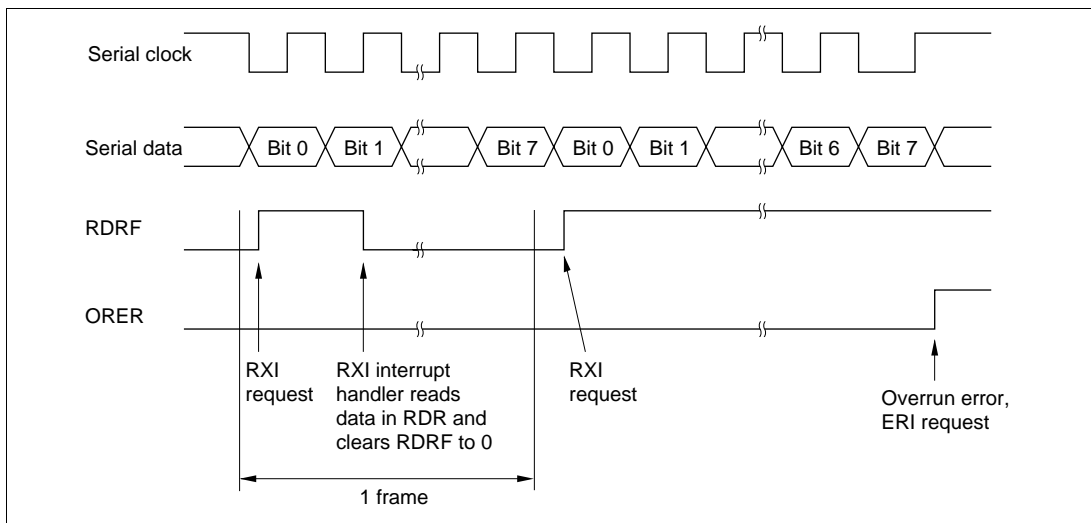 Serial clock
Serial data
Bit 0
Bit 1
Bit 7
Bit 0
Bit 1
Bit 6
Bit 7
RDRF
ORER
RXI
request
RXI interrupt
handler reads
data in RDR and
clears RDRF to 0
RXI
request
Overrun error,
ERI request
1 frame